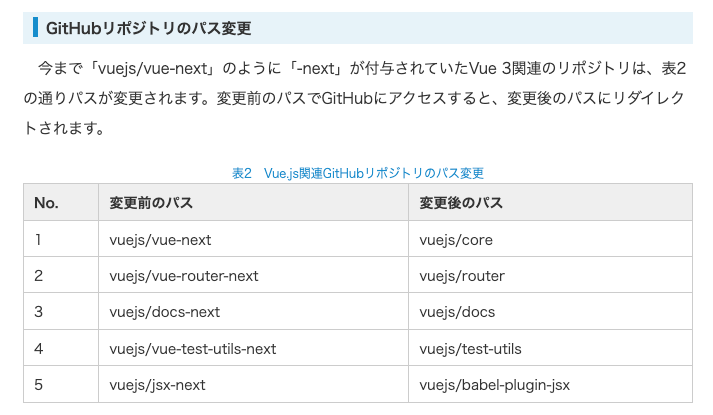 GitHubリポジトリのパス変更
今まで「vuejs/vue-next」のように「-next」が付与されていたVue 3関連のリポジトリは、表2
の通りパスが変更されます。変更前のパスでGitHubにアクセスすると、変更後のパスにリダイレク
トされます。
表2　Vue.js関連GitHubリポジトリのパス変更
No. 変更前のパス 変更後のパス
1 vuejs/vue-next vuejs/core
2 vuejs/vue-router-next vuejs/router
3 vuejs/docs-next vuejs/docs
4 vuejs/vue-test-utils-next vuejs/test-utils
5 vuejs/jsx-next vuejs/babel-plugin-jsx